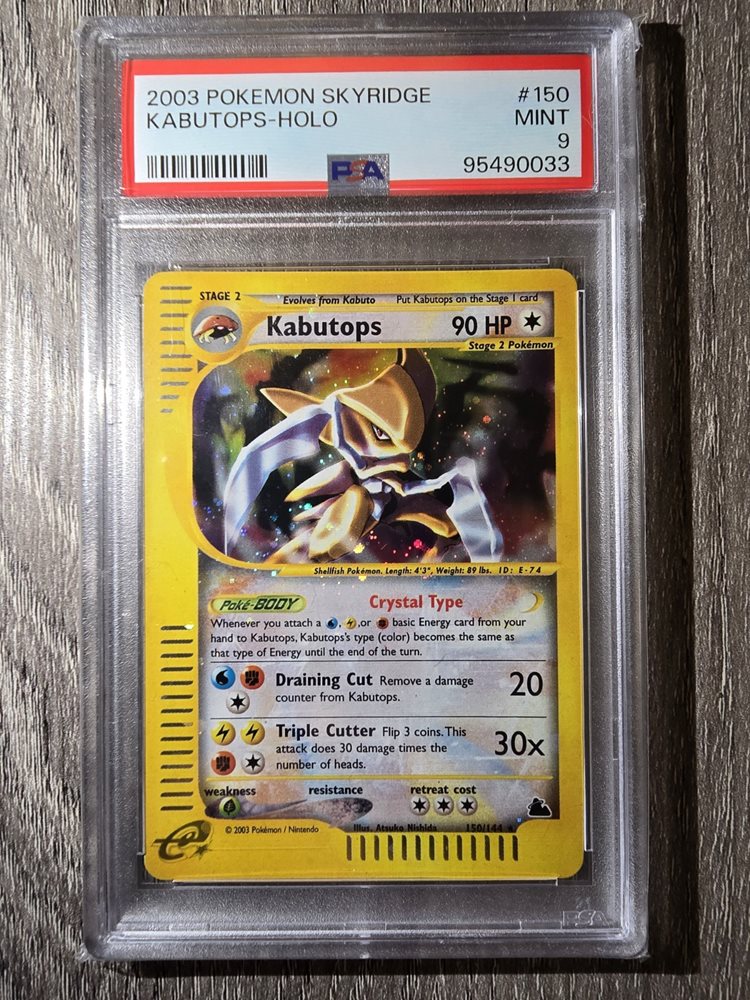 2003 POKEMON SKYRIDGE #150
KABUTOPS-HOLO MINT
9
PSA 95490033
STAGE 2 Evolves from Kabuto Put Kabutops on the Stage 1 card
Kabutops 90 HP
Stage 2 Pokémon
Shellfish Pokémon. Length: 4'3", Weight: 89 lbs. ID: E-74
Poké-BODY Crystal Type
Whenever you attach a , , or basic Energy card from your
hand to Kabutops, Kabutops's type (color) becomes the same as
that type of Energy until the end of the turn.
Draining Cut Remove a damage 20
counter from Kabutops.
Triple Cutter Flip 3 coins. This
attack does 30 damage times the 30x
number of heads.
weakness resistance retreat cost
© 2003 Pokémon / Nintendo Illus. Atsuko Nishida 150/144 ★
e
PSA